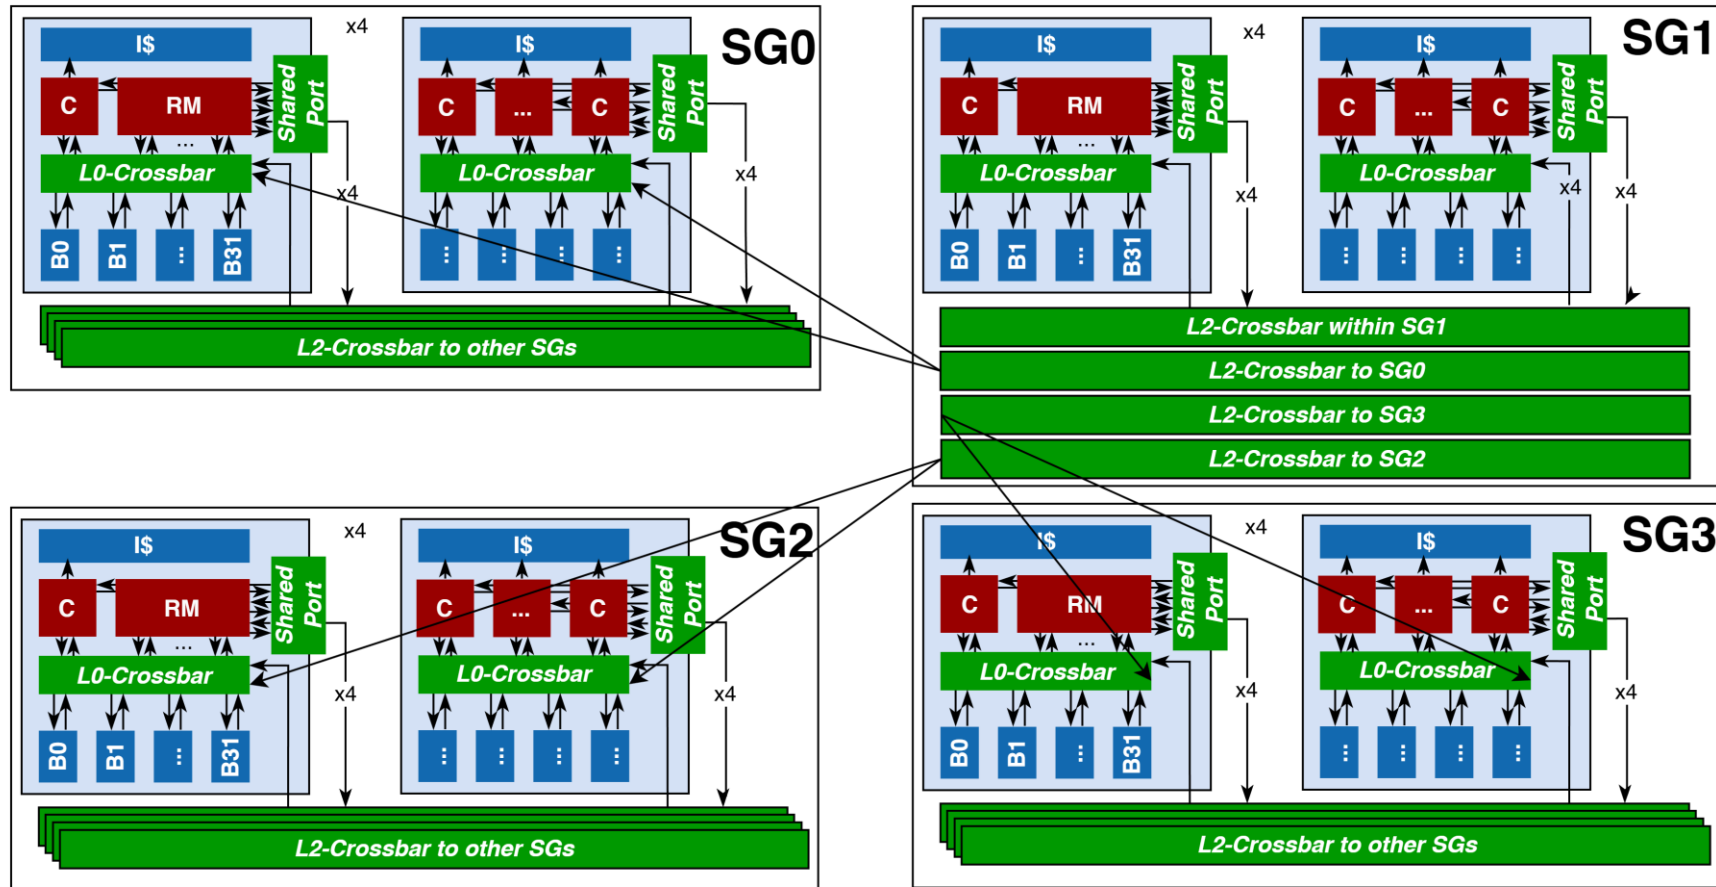 SG0
x4
I$
C
RM
Shared Port
...
L0-Crossbar
x4
B0
B1
...
B31
I$
C
...
C
Shared Port
L0-Crossbar
x4
...
...
...
...
L2-Crossbar to other SGs
SG1
x4
I$
C
RM
Shared Port
...
L0-Crossbar
x4
B0
B1
...
B31
I$
C
...
C
Shared Port
L0-Crossbar
x4
x4
...
...
...
...
L2-Crossbar within SG1
L2-Crossbar to SG0
L2-Crossbar to SG3
L2-Crossbar to SG2
SG2
x4
I$
C
RM
Shared Port
...
L0-Crossbar
x4
B0
B1
...
B31
I$
C
...
C
Shared Port
L0-Crossbar
x4
...
...
...
...
L2-Crossbar to other SGs
SG3
x4
I$
C
RM
Shared Port
...
L0-Crossbar
x4
B0
B1
...
B31
I$
C
...
C
Shared Port
L0-Crossbar
x4
...
...
...
...
L2-Crossbar to other SGs